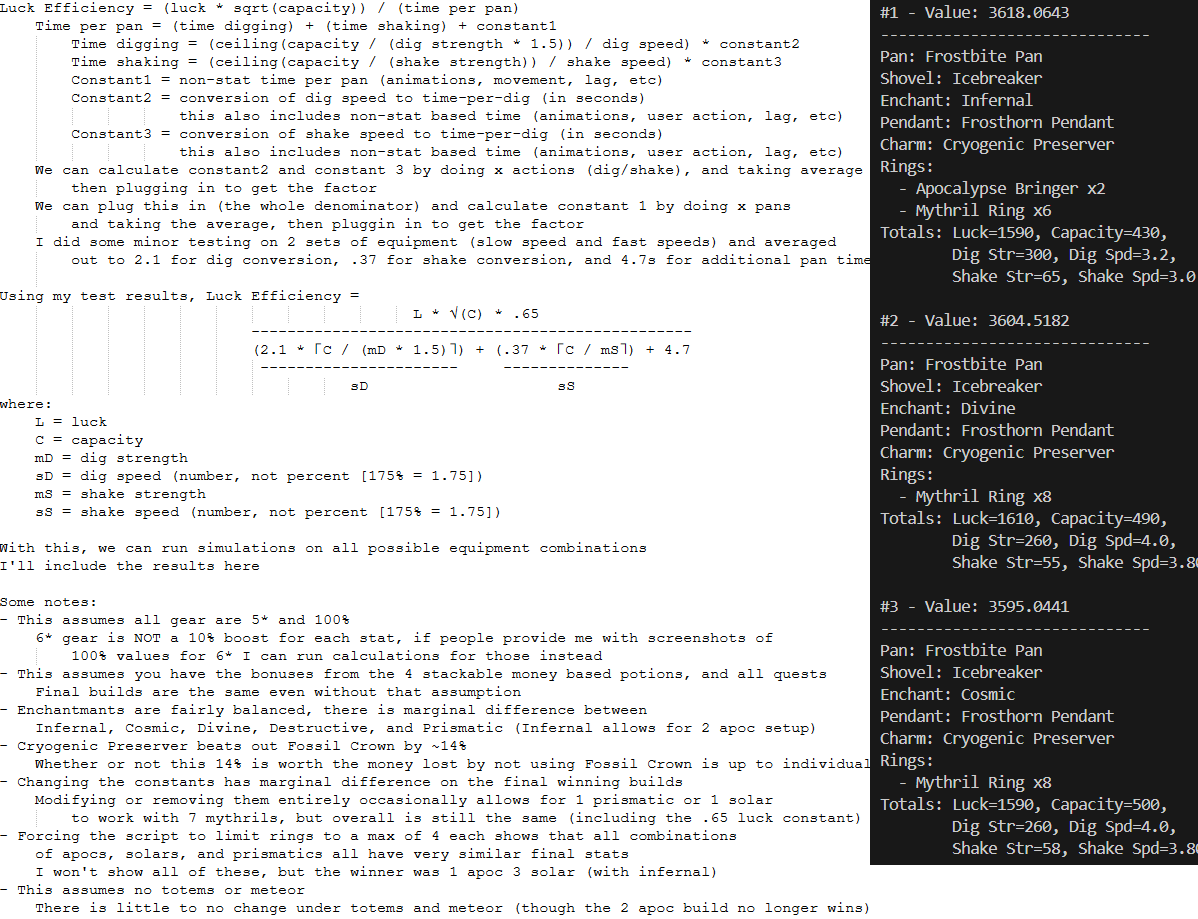 Luck Efficiency = (luck * sqrt(capacity)) / (time per pan)
Time per pan = (time digging) + (time shaking) + constant1
Time digging = (ceiling(capacity / (dig strength * 1.5)) / dig speed) * constant2
Time shaking = (ceiling(capacity / (shake strength)) / shake speed) * constant3
Constant1 = non-stat time per pan (animations, movement, lag, etc)
Constant2 = conversion of dig speed to time-per-dig (in seconds)
this also includes non-stat based time (animations, user action, lag, etc)
Constant3 = conversion of shake speed to time-per-dig (in seconds)
this also includes non-stat based time (animations, user action, lag, etc)
We can calculate constant2 and constant 3 by doing x actions (dig/shake), and taking average
then plugging in to get the factor
We can plug this in (the whole denominator) and calculate constant 1 by doing x pans
and taking the average, then pluggin in to get the factor
I did some minor testing on 2 sets of equipment (slow speed and fast speeds) and averaged
out to 2.1 for dig conversion, .37 for shake conversion, and 4.7s for additional pan time
Using my test results, Luck Efficiency =
L * √(C) * .65
-------------------------------------------------
(2.1 * ⌈C / (mD * 1.5)⌉) + (.37 * ⌈C / mS⌉) + 4.7
---------------------- --------------
sD sS
where:
L = luck
C = capacity
mD = dig strength
sD = dig speed (number, not percent [175% = 1.75])
mS = shake strength
sS = shake speed (number, not percent [175% = 1.75])
With this, we can run simulations on all possible equipment combinations
I'll include the results here
Some notes:
- This assumes all gear are 5* and 100%
6* gear is NOT a 10% boost for each stat, if people provide me with screenshots of
100% values for 6* I can run calculations for those instead
- This assumes you have the bonuses from the 4 stackable money based potions, and all quests
Final builds are the same even without that assumption
- Enchantments are fairly balanced, there is marginal difference between
Infernal, Cosmic, Divine, Destructive, and Prismatic (Infernal allows for 2 apoc setup)
- Cryogenic Preserver beats out Fossil Crown by ~14%
Whether or not this 14% is worth the money lost by not using Fossil Crown is up to individual
- Changing the constants has marginal difference on the final winning builds
Modifying or removing them entirely occasionally allows for 1 prismatic or 1 solar
to work with 7 mythrils, but overall is still the same (including the .65 luck constant)
- Forcing the script to limit rings to a max of 4 each shows that all combinations
of apocs, solars, and prismatics all have very similar final stats
I won't show all of these, but the winner was 1 apoc 3 solar (with infernal)
- This assumes no totems or meteor
There is little to no change under totems and meteor (though the 2 apoc build no longer wins)
#1 - Value: 3618.0643
------------------------------
Pan: Frostbite Pan
Shovel: Icebreaker
Enchant: Infernal
Pendant: Frosthorn Pendant
Charm: Cryogenic Preserver
Rings:
- Apocalypse Bringer x2
- Mythril Ring x6
Totals: Luck=1590, Capacity=430,
Dig Str=300, Dig Spd=3.2,
Shake Str=65, Shake Spd=3.0
#2 - Value: 3604.5182
------------------------------
Pan: Frostbite Pan
Shovel: Icebreaker
Enchant: Divine
Pendant: Frosthorn Pendant
Charm: Cryogenic Preserver
Rings:
- Mythril Ring x8
Totals: Luck=1610, Capacity=490,
Dig Str=260, Dig Spd=4.0,
Shake Str=55, Shake Spd=3.80
#3 - Value: 3595.0441
------------------------------
Pan: Frostbite Pan
Shovel: Icebreaker
Enchant: Cosmic
Pendant: Frosthorn Pendant
Charm: Cryogenic Preserver
Rings:
- Mythril Ring x8
Totals: Luck=1590, Capacity=500,
Dig Str=260, Dig Spd=4.0,
Shake Str=58, Shake Spd=3.80